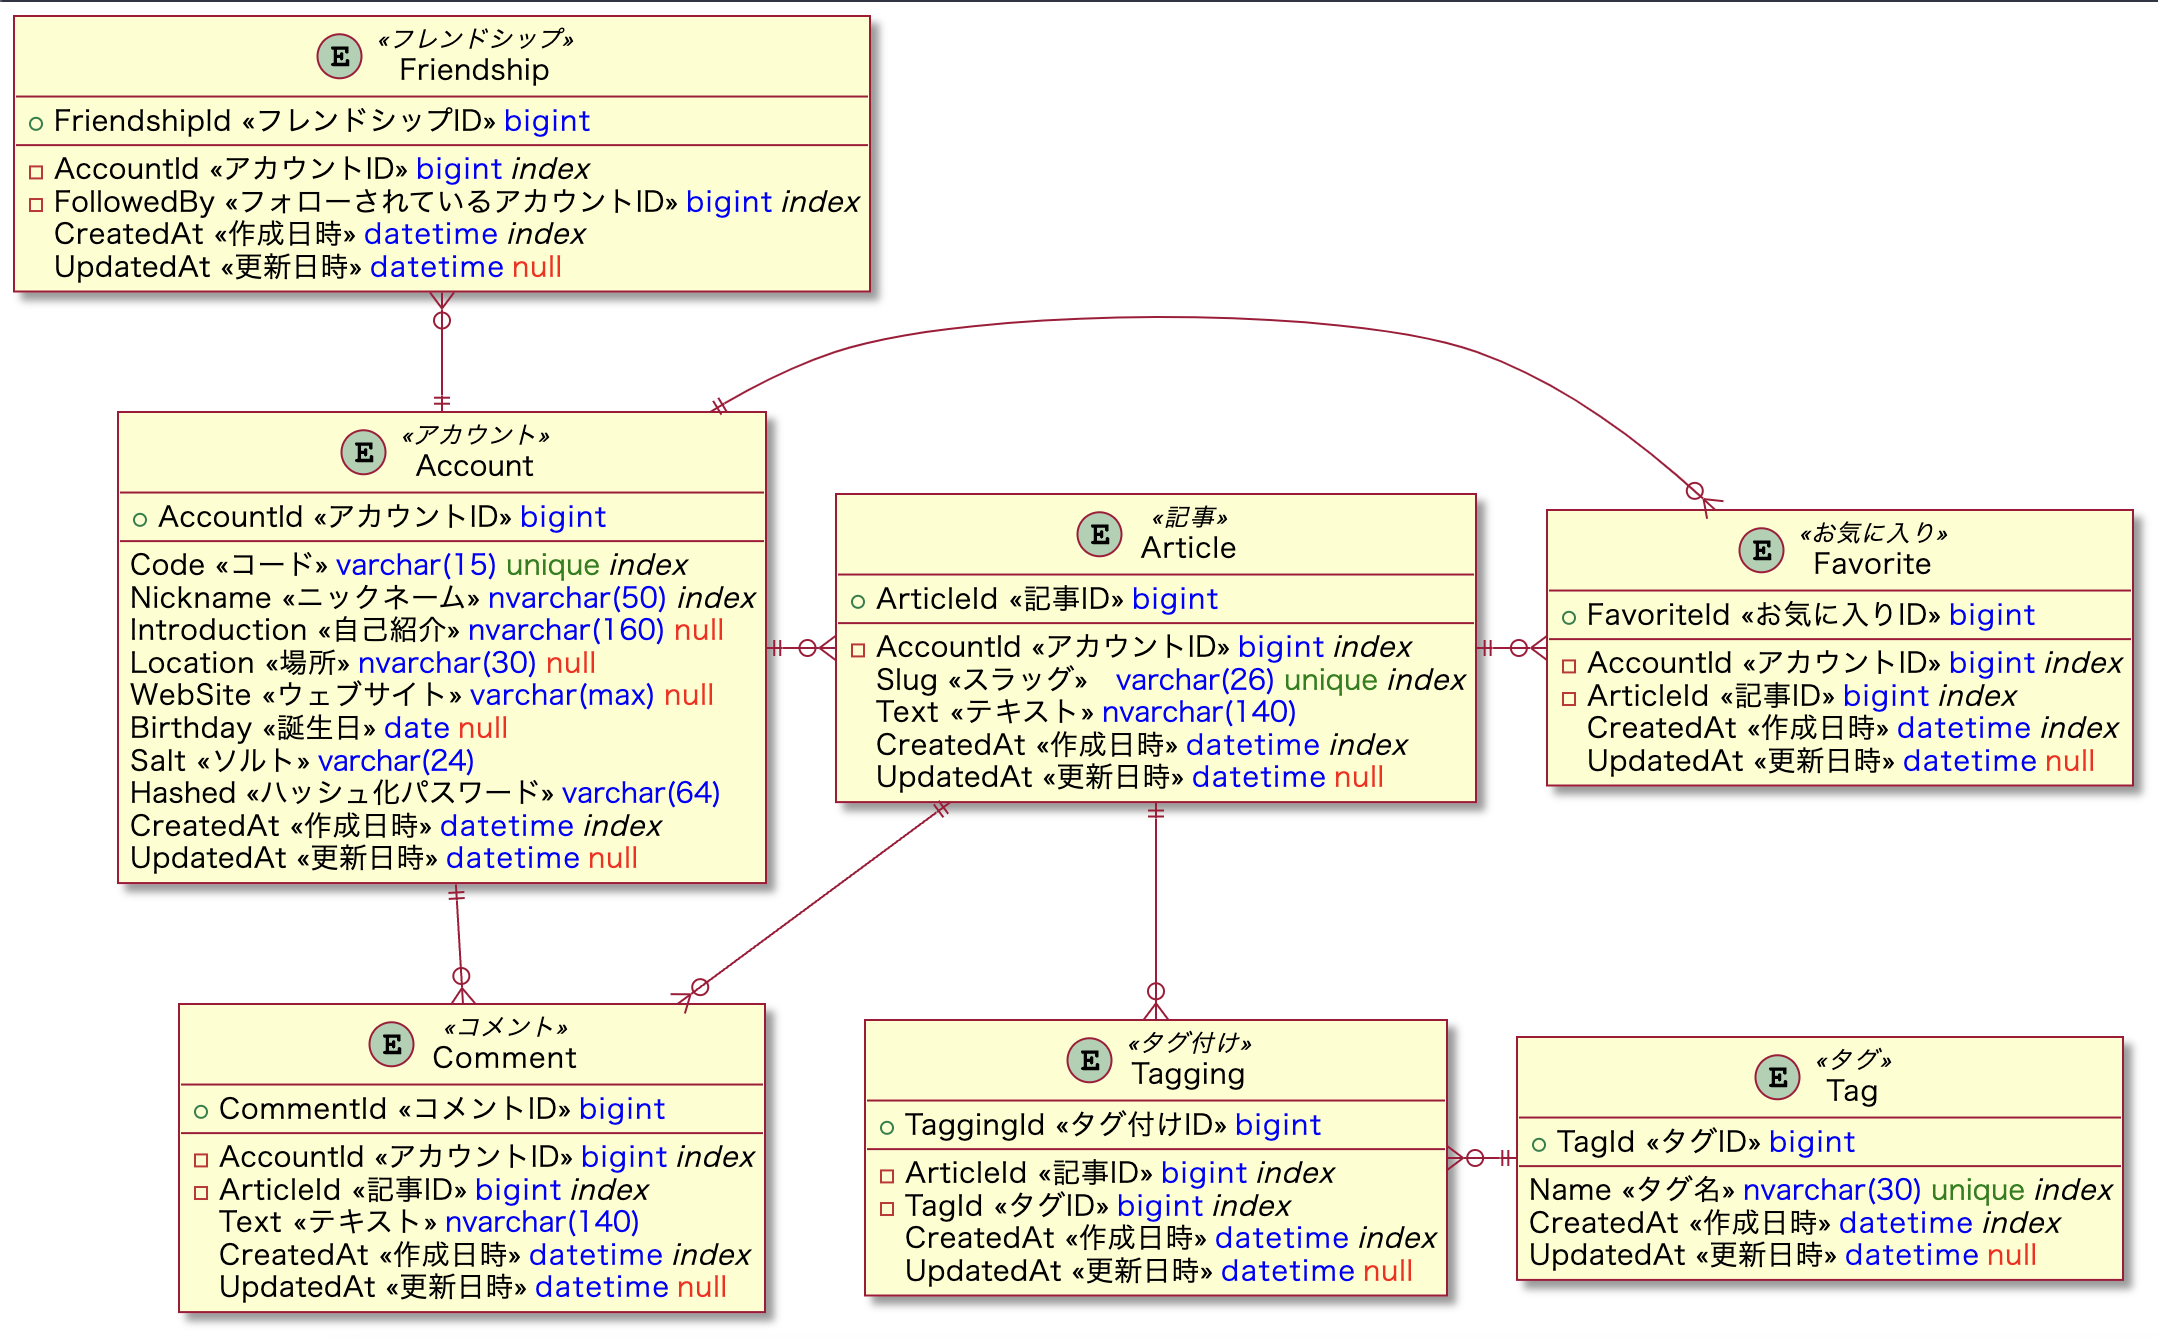 «フレンドシップ»
E Friendship
FriendshipId «フレンドシップID» bigint
AccountId «アカウントID» bigint index
FollowedBy «フォローされているアカウントID» bigint index
CreatedAt «作成日時» datetime index
UpdatedAt «更新日時» datetime null
«アカウント»
E Account
AccountId «アカウントID» bigint
Code «コード» varchar(15) unique index
Nickname «ニックネーム» nvarchar(50) index
Introduction «自己紹介» nvarchar(160) null
Location «場所» nvarchar(30) null
WebSite «ウェブサイト» varchar(max) null
Birthday «誕生日» date null
Salt «ソルト» varchar(24)
Hashed «ハッシュ化パスワード» varchar(64)
CreatedAt «作成日時» datetime index
UpdatedAt «更新日時» datetime null
«記事»
E Article
ArticleId «記事ID» bigint
AccountId «アカウントID» bigint index
Slug «スラッグ» varchar(26) unique index
Text «テキスト» nvarchar(140)
CreatedAt «作成日時» datetime index
UpdatedAt «更新日時» datetime null
«お気に入り»
E Favorite
FavoriteId «お気に入りID» bigint
AccountId «アカウントID» bigint index
ArticleId «記事ID» bigint index
CreatedAt «作成日時» datetime index
UpdatedAt «更新日時» datetime null
«コメント»
E Comment
CommentId «コメントID» bigint
AccountId «アカウントID» bigint index
ArticleId «記事ID» bigint index
Text «テキスト» nvarchar(140)
CreatedAt «作成日時» datetime index
UpdatedAt «更新日時» datetime null
«タグ付け»
E Tagging
TaggingId «タグ付けID» bigint
ArticleId «記事ID» bigint index
TagId «タグID» bigint index
CreatedAt «作成日時» datetime index
UpdatedAt «更新日時» datetime null
«タグ»
E Tag
TagId «タグID» bigint
Name «タグ名» nvarchar(30) unique index
CreatedAt «作成日時» datetime index
UpdatedAt «更新日時» datetime null